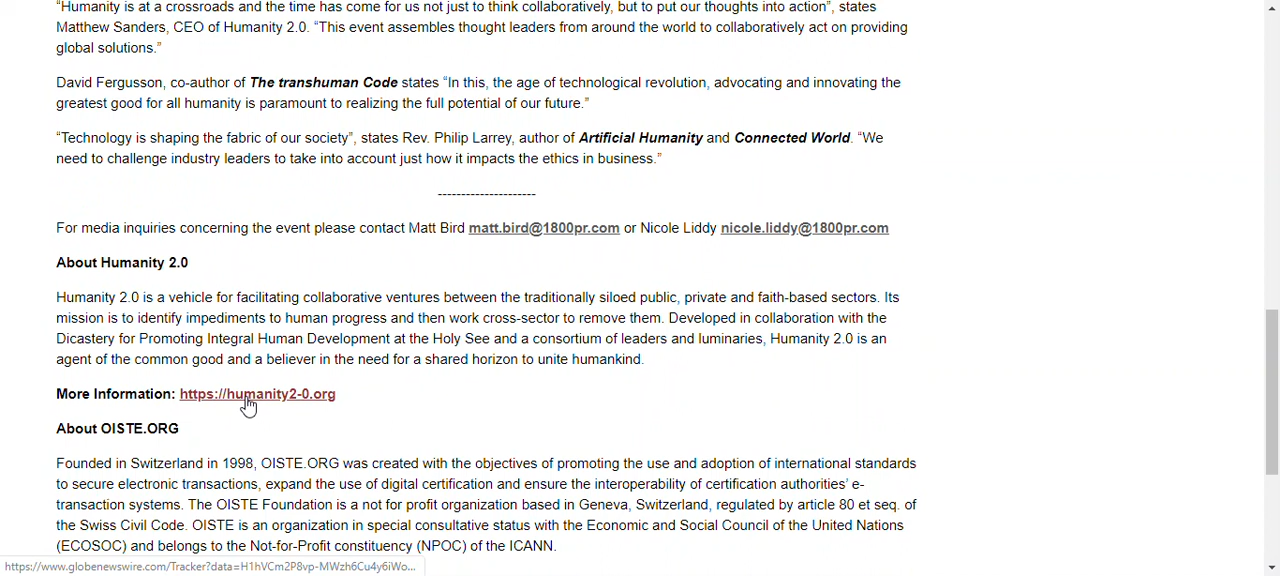 “Humanity is at a crossroads and the time has come for us not just to think collaboratively, but to put our thoughts into action”, states
Matthew Sanders, CEO of Humanity 2.0. “This event assembles thought leaders from around the world to collaboratively act on providing
global solutions.”
David Fergusson, co-author of The transhuman Code states “In this, the age of technological revolution, advocating and innovating the
greatest good for all humanity is paramount to realizing the full potential of our future.”
“Technology is shaping the fabric of our society”, states Rev. Philip Larrey, author of Artificial Humanity and Connected World. “We
need to challenge industry leaders to take into account just how it impacts the ethics in business.”
---------------------
For media inquiries concerning the event please contact Matt Bird matt.bird@1800pr.com or Nicole Liddy nicole.liddy@1800pr.com
About Humanity 2.0
Humanity 2.0 is a vehicle for facilitating collaborative ventures between the traditionally siloed public, private and faith-based sectors. Its
mission is to identify impediments to human progress and then work cross-sector to remove them. Developed in collaboration with the
Dicastery for Promoting Integral Human Development at the Holy See and a consortium of leaders and luminaries, Humanity 2.0 is an
agent of the common good and a believer in the need for a shared horizon to unite humankind.
More Information: https://humanity2-0.org
About OISTE.ORG
Founded in Switzerland in 1998, OISTE.ORG was created with the objectives of promoting the use and adoption of international standards
to secure electronic transactions, expand the use of digital certification and ensure the interoperability of certification authorities’ e-
transaction systems. The OISTE Foundation is a not for profit organization based in Geneva, Switzerland, regulated by article 80 et seq. of
the Swiss Civil Code. OISTE is an organization in special consultative status with the Economic and Social Council of the United Nations
(ECOSOC) and belongs to the Not-for-Profit constituency (NPOC) of the ICANN.
https://www.globenewswire.com/Tracker?data=H1hVCm2P8vp-MWzh6Cu4y6iWo...